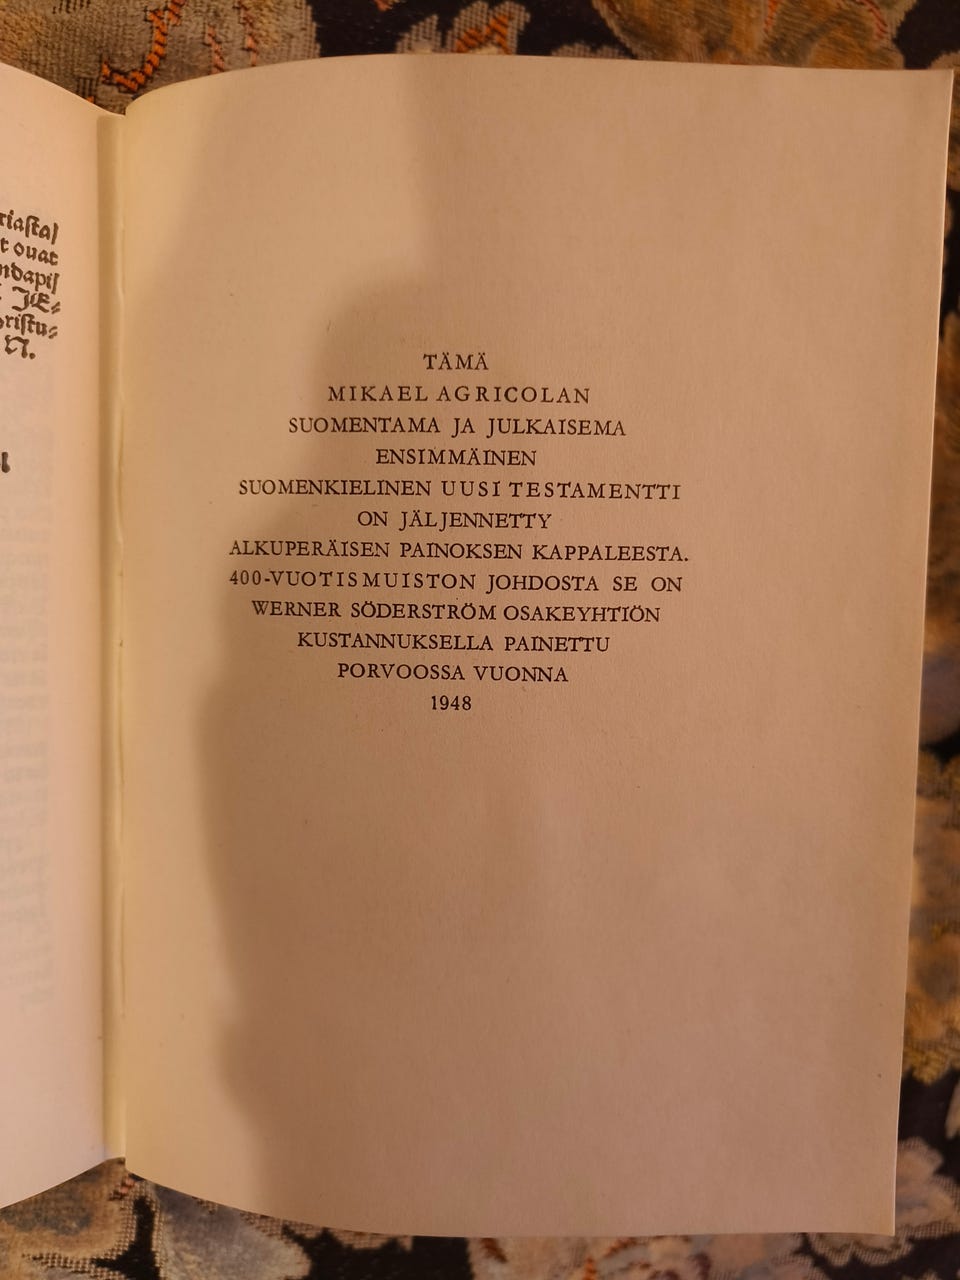 t ouat
TÄMÄ
MIKAEL AGRICOLAN
SUOMENTAMA JA JULKAISEMA
ENSIMMÄINEN
SUOMENKIELINEN UUSI TESTAMENTTI
ON JÄLJENNETTY
ALKUPERÄISEN PAINOKSEN KAPPALEESTA.
400-VUOTISMUISTON JOHDOSTA SE ON
WERNER SÖDERSTRÖM OSAKEYHTIÖN
KUSTANNUKSELLA PAINETTU
PORVOOSSA VUONNA
1948